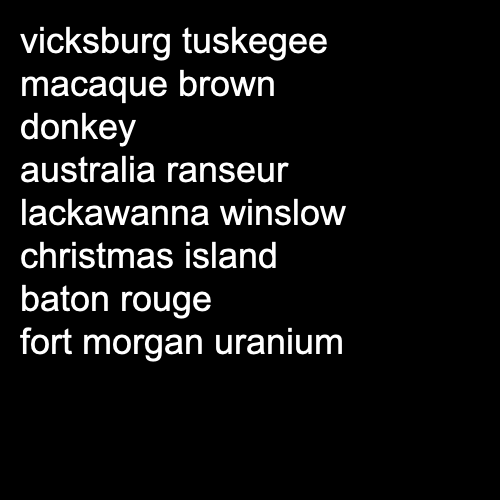 vicksburg tuskegee
macaque brown
donkey
australia ranseur
lackawanna winslow
christmas island
baton rouge
fort morgan uranium